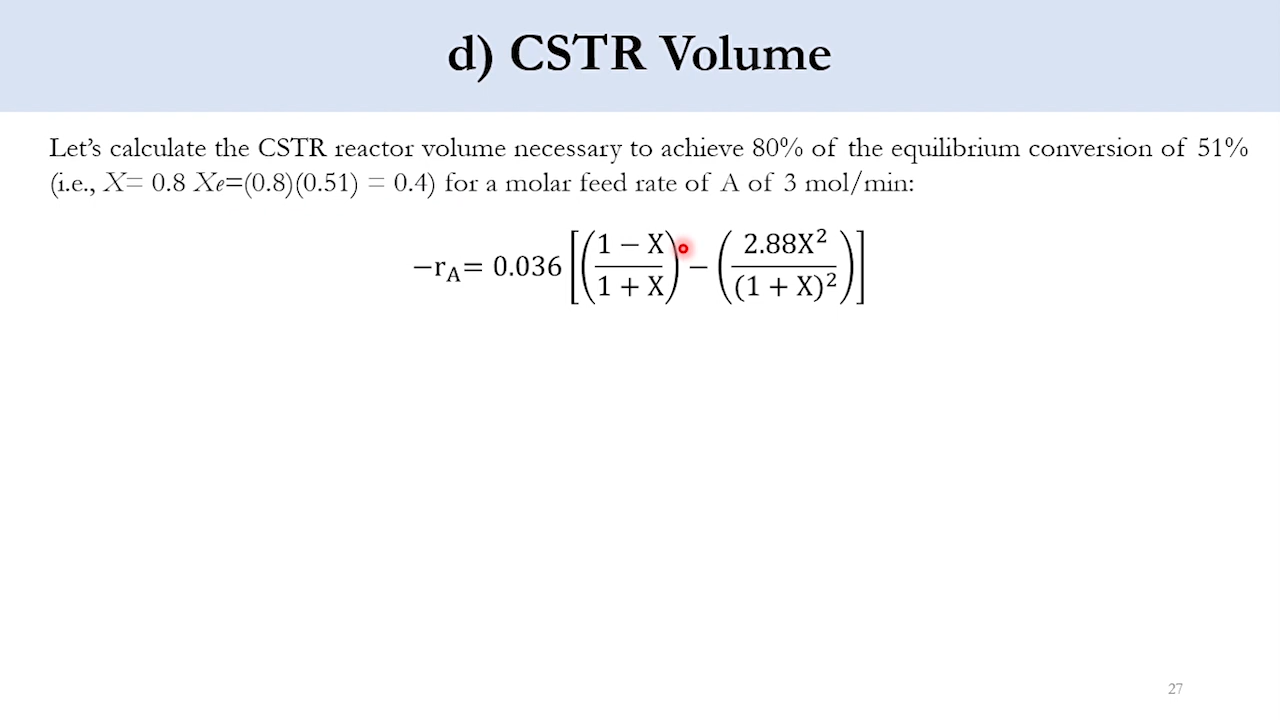 d) CSTR Volume
Let's calculate the CSTR reactor volume necessary to achieve 80% of the equilibrium conversion of 51%
(i.e., X= 0.8 Xe=(0.8)(0.51) = 0.4) for a molar feed rate of A of 3 mol/min:
−r_A= 0.036 [((1 − X)/(1 + X)) − (2.88X²/(1 + X)²)]
27